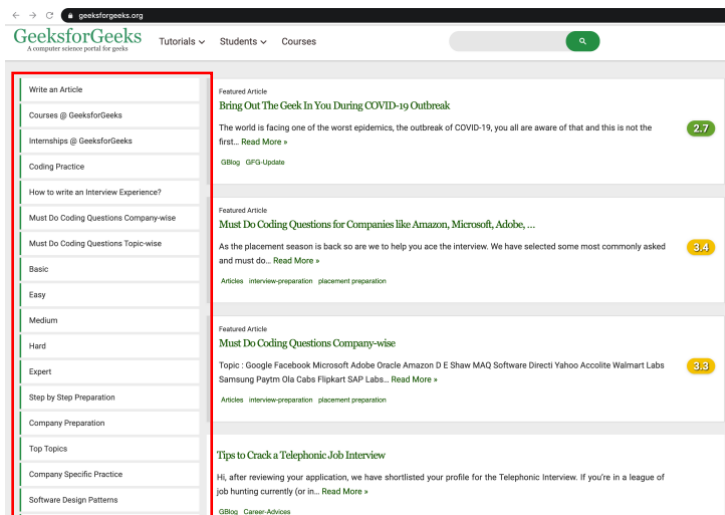 geeksforgeeks.org
GeeksforGeeks
A computer science portal for geeks
Tutorials
Students
Courses
Write an Article
Courses @ GeeksforGeeks
Internships @ GeeksforGeeks
Coding Practice
How to write an Interview Experience?
Must Do Coding Questions Company-wise
Must Do Coding Questions Topic-wise
Basic
Easy
Medium
Hard
Expert
Step by Step Preparation
Company Preparation
Top Topics
Company Specific Practice
Software Design Patterns
Featured Article
Bring Out The Geek In You During COVID-19 Outbreak
The world is facing one of the worst epidemics, the outbreak of COVID-19, you all are aware of that and this is not the
first... Read More »
2.7
GBlog GFG-Update
Featured Article
Must Do Coding Questions for Companies like Amazon, Microsoft, Adobe, ...
As the placement season is back so are we to help you ace the interview. We have selected some most commonly asked
and must do... Read More »
3.4
Articles interview-preparation placement preparation
Featured Article
Must Do Coding Questions Company-wise
Topic : Google Facebook Microsoft Adobe Oracle Amazon D E Shaw MAQ Software Directi Yahoo Accolite Walmart Labs
Samsung Paytm Ola Cabs Flipkart SAP Labs... Read More »
3.3
Articles interview-preparation placement preparation
Tips to Crack a Telephonic Job Interview
Hi, after reviewing your application, we have shortlisted your profile for the Telephonic Interview. If you're in a league of
job hunting currently (or in... Read More »
GBlog Career-Advices